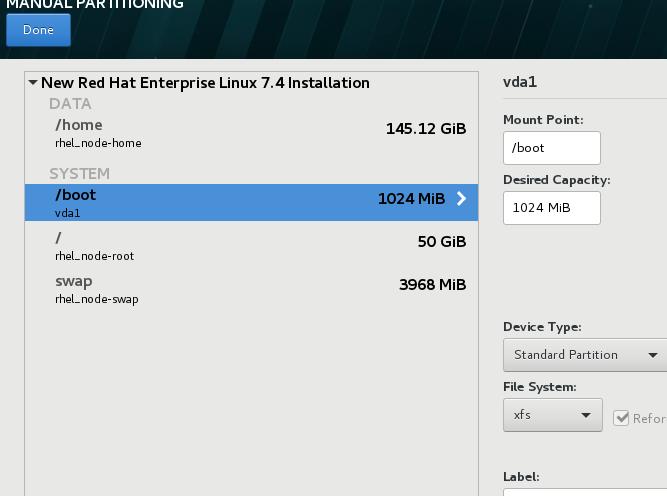 MANUAL PARTITIONING
Done
New Red Hat Enterprise Linux 7.4 Installation
DATA
/home
145.12 GiB
rhel_node-home
SYSTEM
/boot
1024 MiB
vda1
/
50 GiB
rhel_node-root
swap
3968 MiB
rhel_node-swap
vda1
Mount Point:
/boot
Desired Capacity:
1024 MiB
Device Type:
Standard Partition
File System:
xfs
Refor
Label: